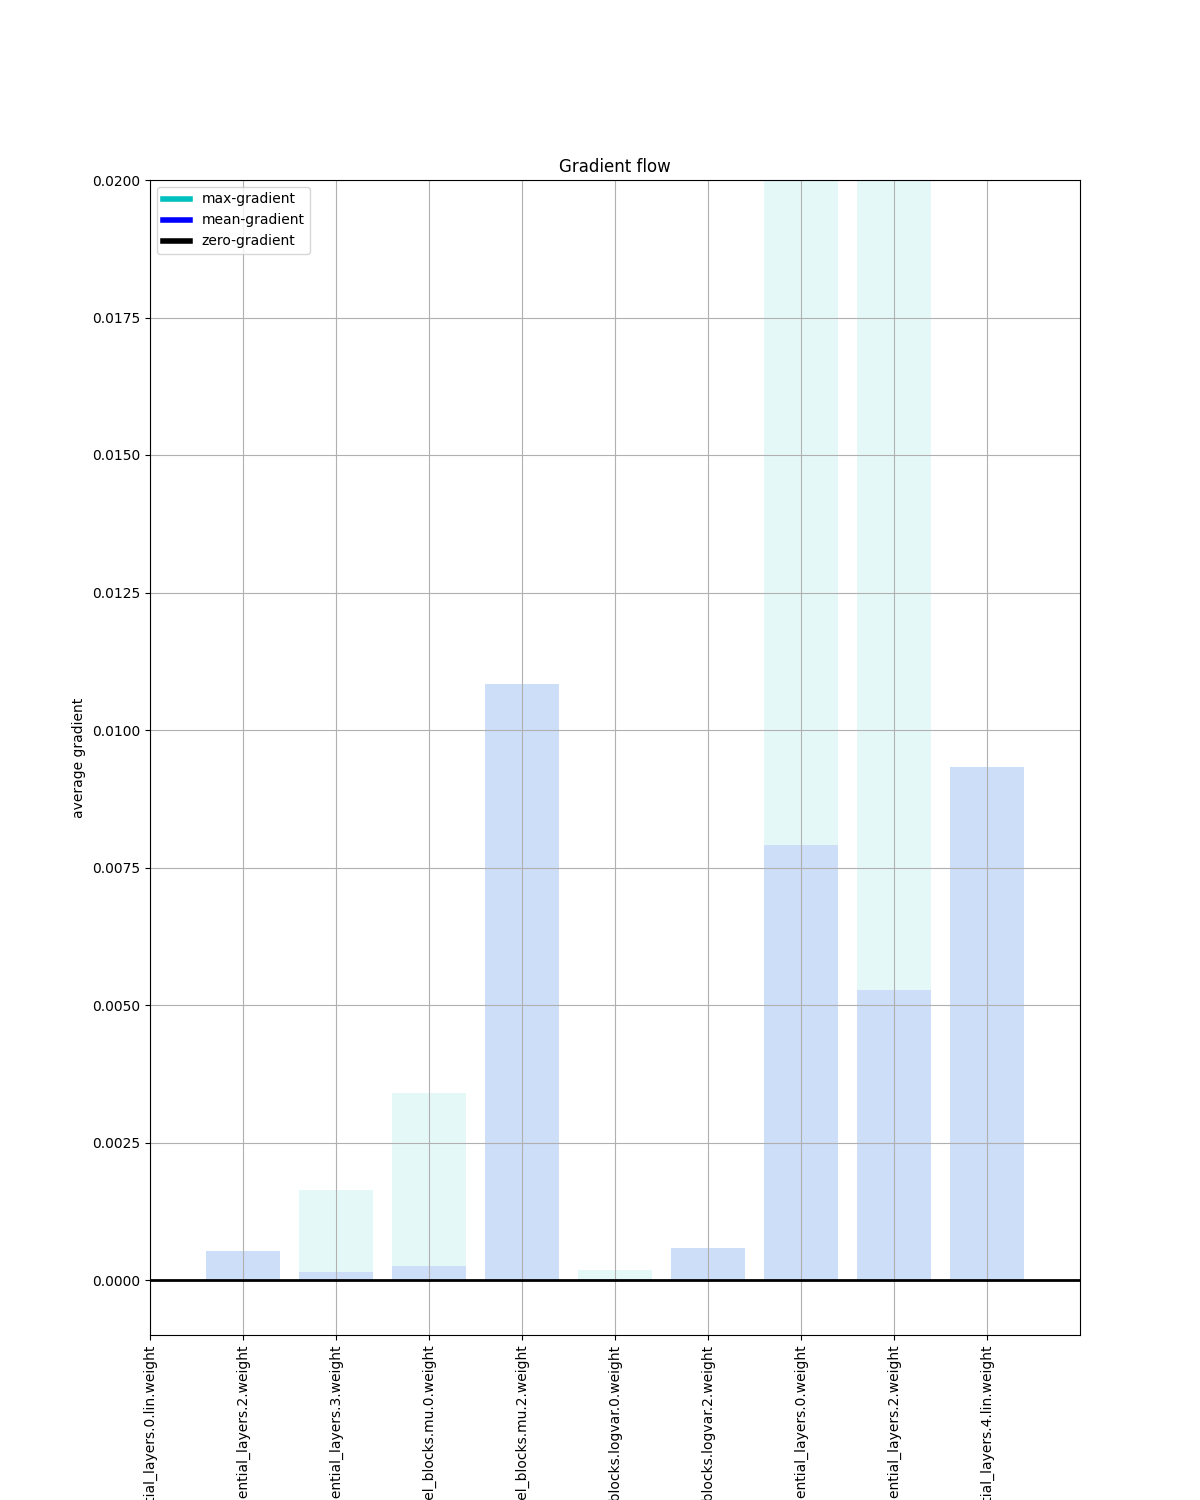 Gradient flow
max-gradient
mean-gradient
zero-gradient
0.0200
0.0175
0.0150
0.0125
0.0100
0.0075
0.0050
0.0025
0.0000
average gradient
tial_layers.0.lin.weight
ential_layers.2.weight
ential_layers.3.weight
el_blocks.mu.0.weight
el_blocks.mu.2.weight
blocks.logvar.0.weight
blocks.logvar.2.weight
ential_layers.0.weight
ential_layers.2.weight
tial_layers.4.lin.weight